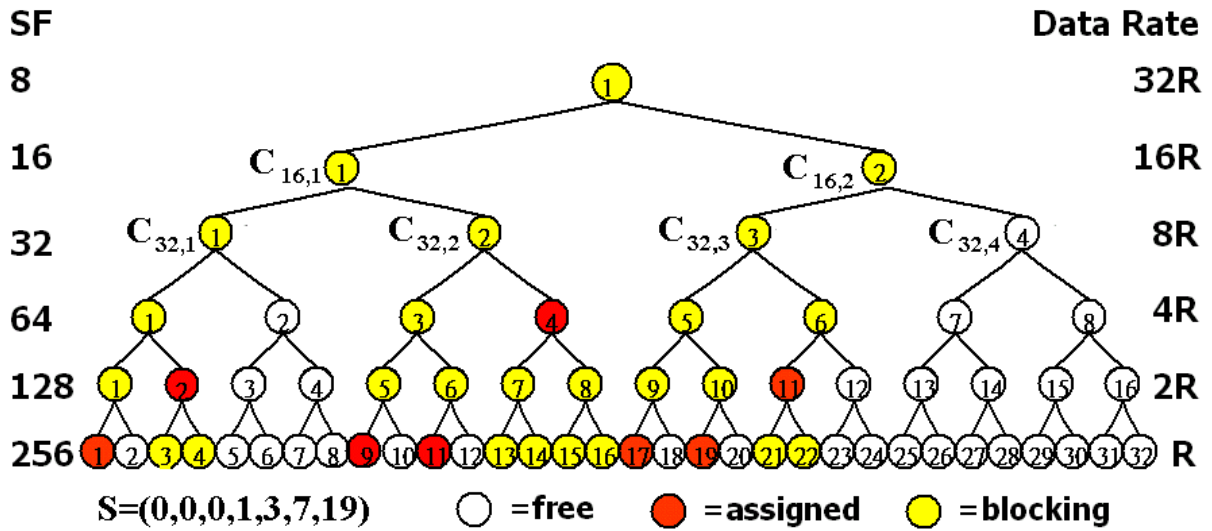 SF Data Rate
8 1 32R
16 C16,1 1 C16,2 2 16R
32 C32,1 1 C32,2 2 C32,3 3 C32,4 4 8R
64 1 2 3 4 5 6 7 8 4R
128 1 2 3 4 5 6 7 8 9 10 11 12 13 14 15 16 2R
256 1 2 3 4 5 6 7 8 9 10 11 12 13 14 15 16 17 18 19 20 21 22 23 24 25 26 27 28 29 30 31 32 R
S=(0,0,0,1,3,7,19) =free =assigned =blocking